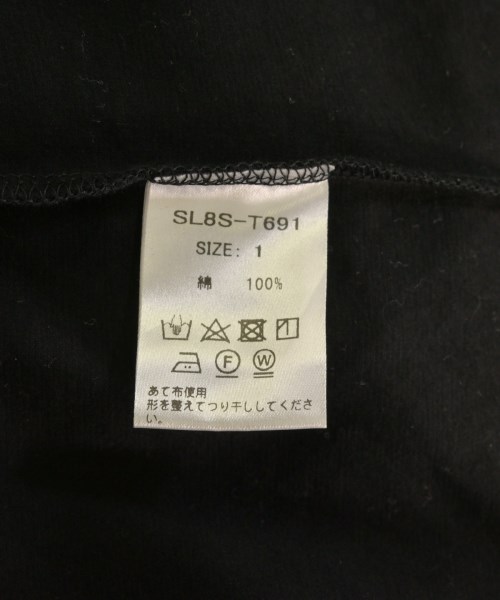 SL8S-T691
SIZE: 1
綿 100%
F W
あて布使用
形を整えてつり干ししてくださ
い。